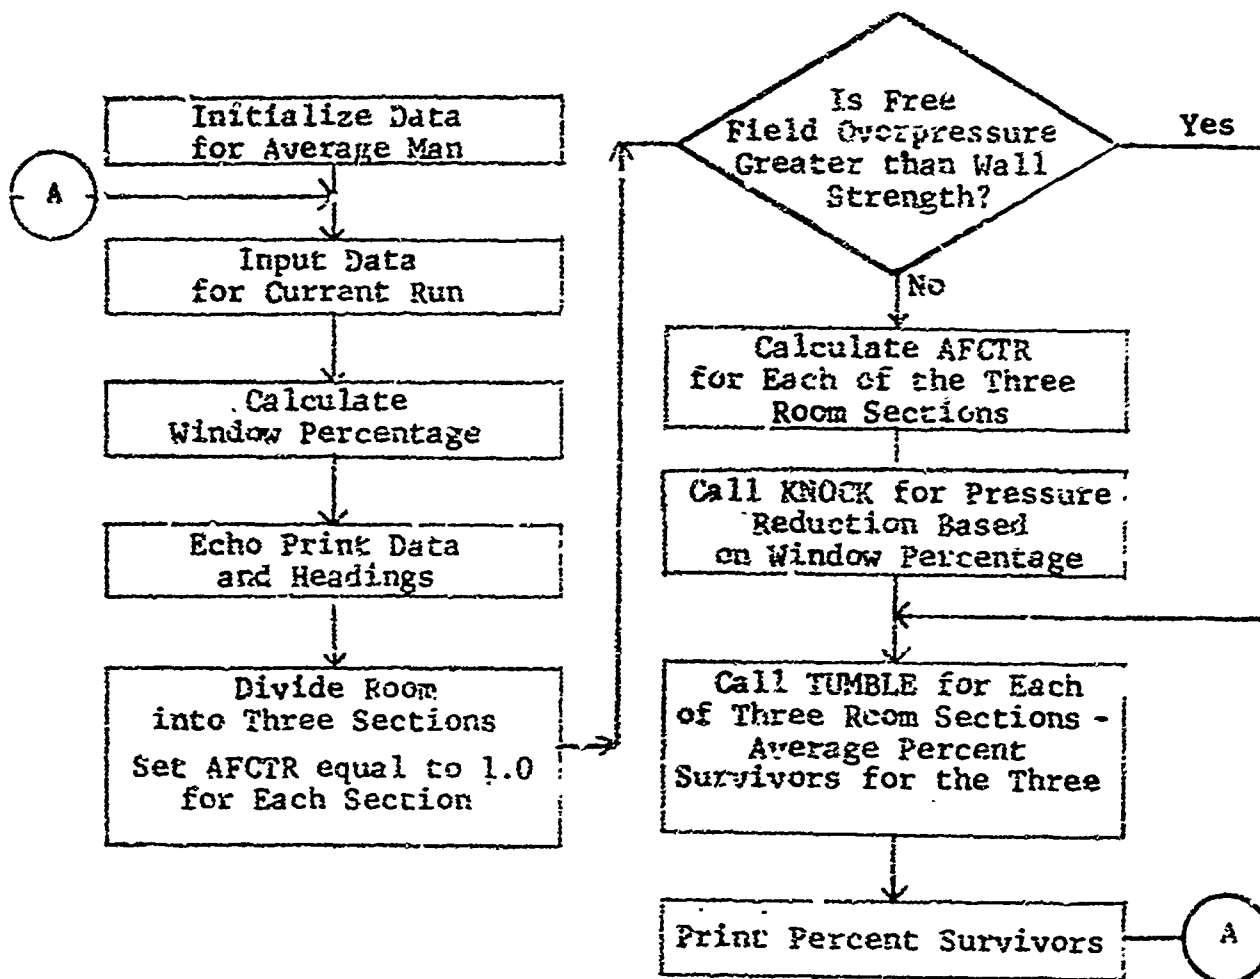 Initialize Data
for Average Man
A
Input Data
for Currant Run
Calculate
Window Percentage
Echo Print Data
and Headings
Divide Room
into Three Sections
Set AFCTR equal to 1.0
for Each Section
Is Free
Field Overpressure
Greater than Wall
Strength?
Yes
No
Calculate AFCTR
for Each of the Three
Room Sections
Call KNOCK for Pressure
Reduction Based
on Window Percentage
Call TUMBLE for Each
of Three Room Sections -
Average Percent
Survivors for the Three
Print Percent Survivors
A